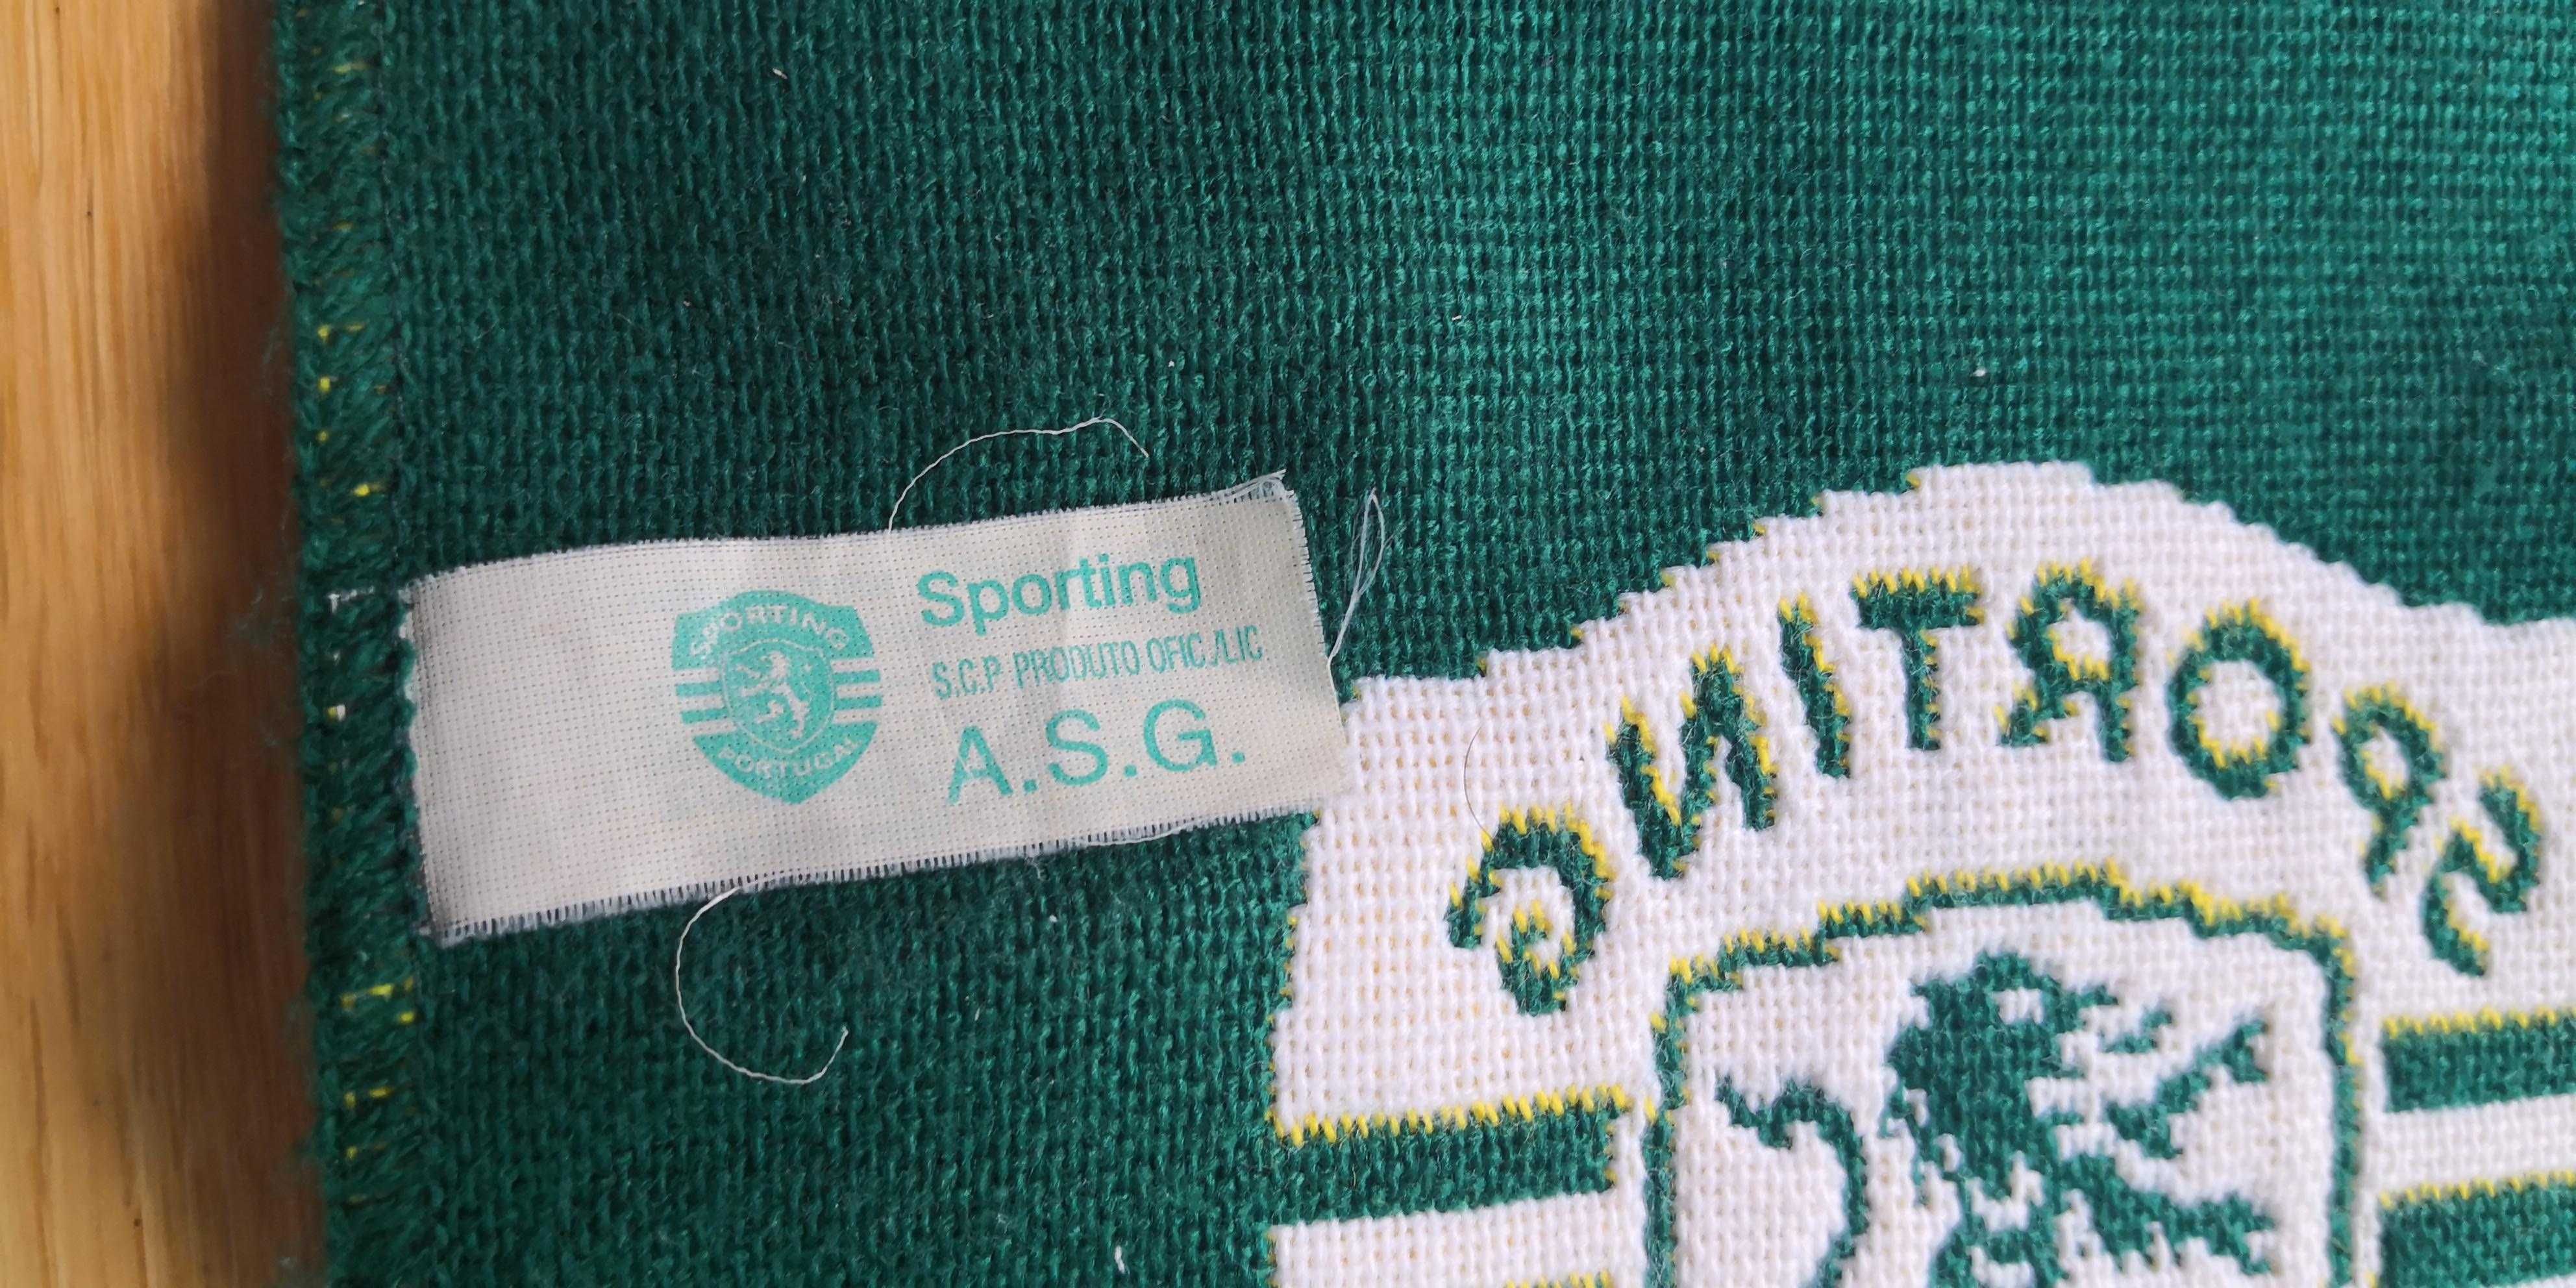 Sporting
S.C.P PRODUTO OFIC./LIC
A.S.G.
SPORTING
PORTUGAL
SPORTING